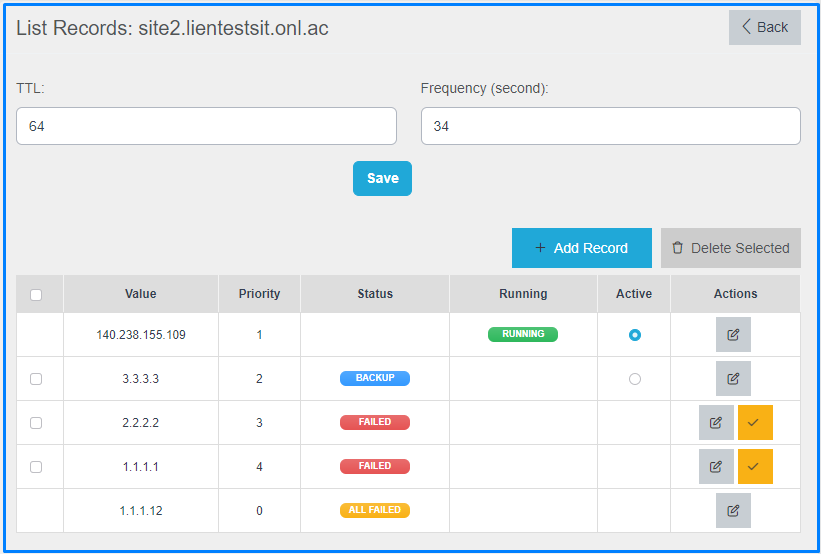 List Records: site2.lientestsit.onl.ac
Back
TTL: Frequency (second):
64 34
Save
+ Add Record Delete Selected
Value Priority Status Running Active Actions
140.238.155.109 1 RUNNING
3.3.3.3 2 BACKUP
2.2.2.2 3 FAILED
1.1.1.1 4 FAILED
1.1.1.12 0 ALL FAILED